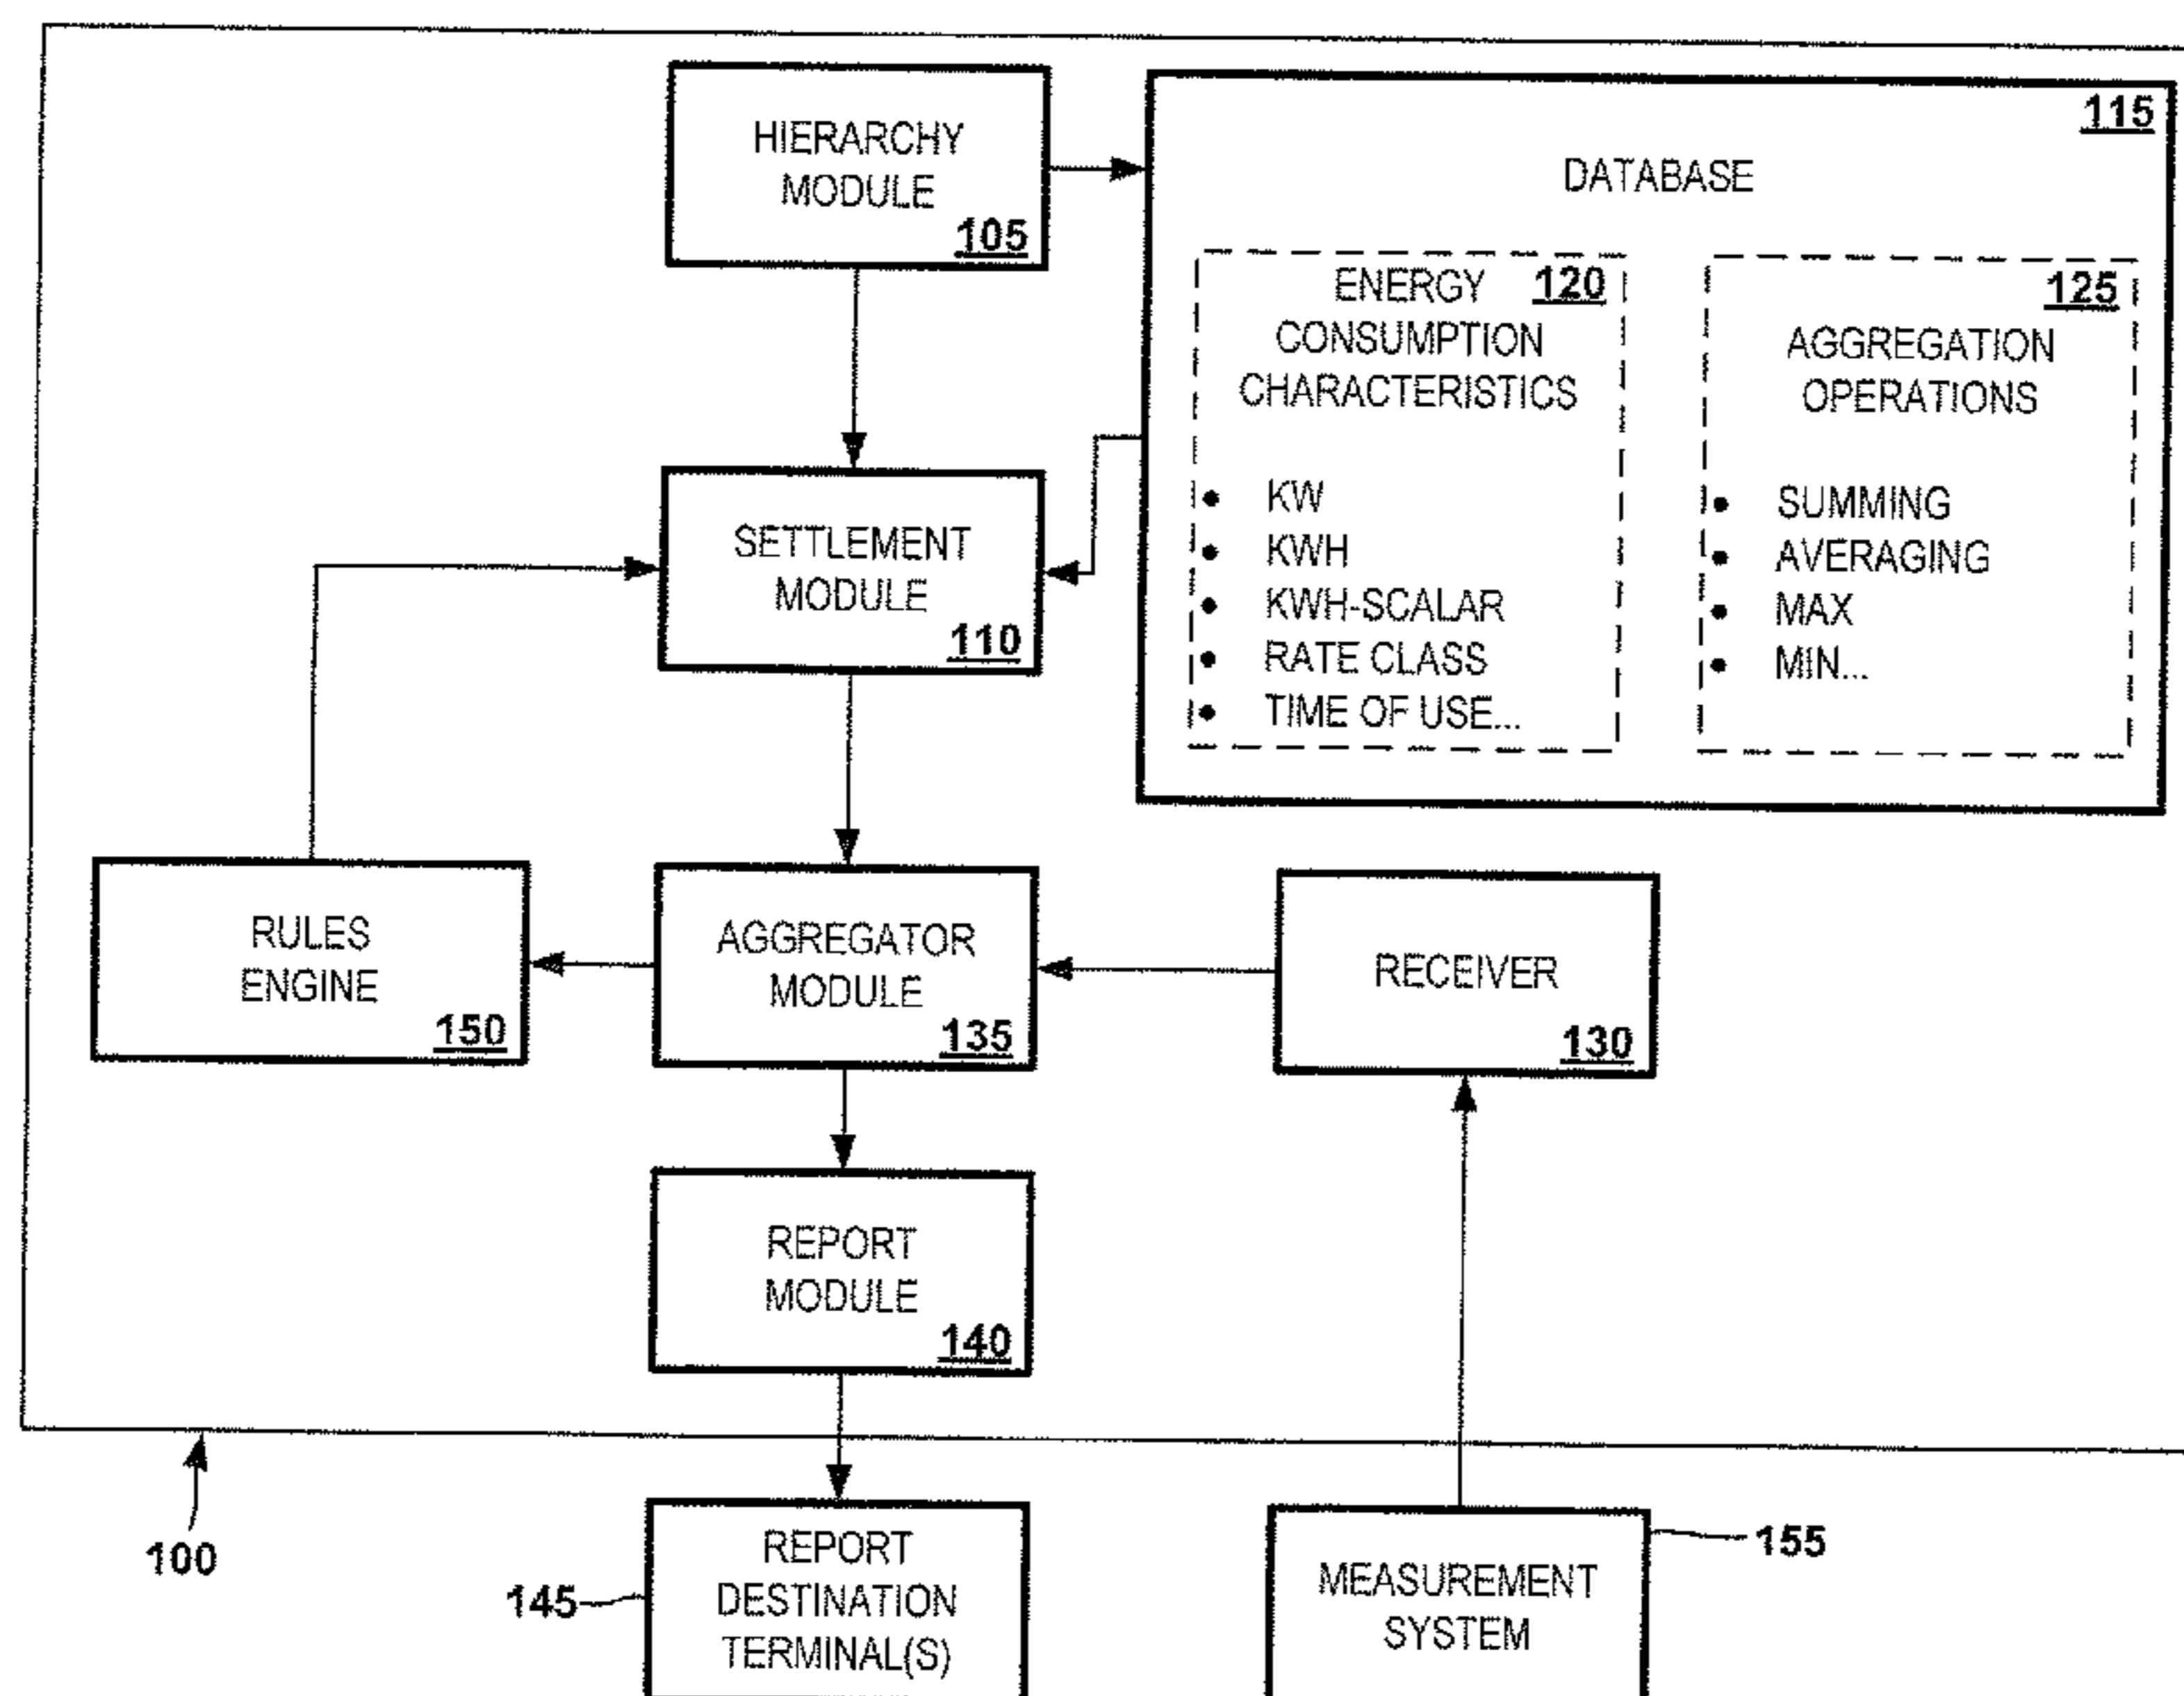 HIERARCHY
MODULE
105
115
DATABASE
ENERGY 120
CONSUMPTION
CHARACTERISTICS
• KW
• KWH
• KWH-SCALAR
• RATE CLASS
• TIME OF USE...
125
AGGREGATION
OPERATIONS
• SUMMING
• AVERAGING
• MAX
• MIN...
SETTLEMENT
MODULE
110
RULES
ENGINE
150
AGGREGATOR
MODULE
135
RECEIVER
130
REPORT
MODULE
140
100
145
REPORT
DESTINATION
TERMINAL(S)
MEASUREMENT
SYSTEM
155